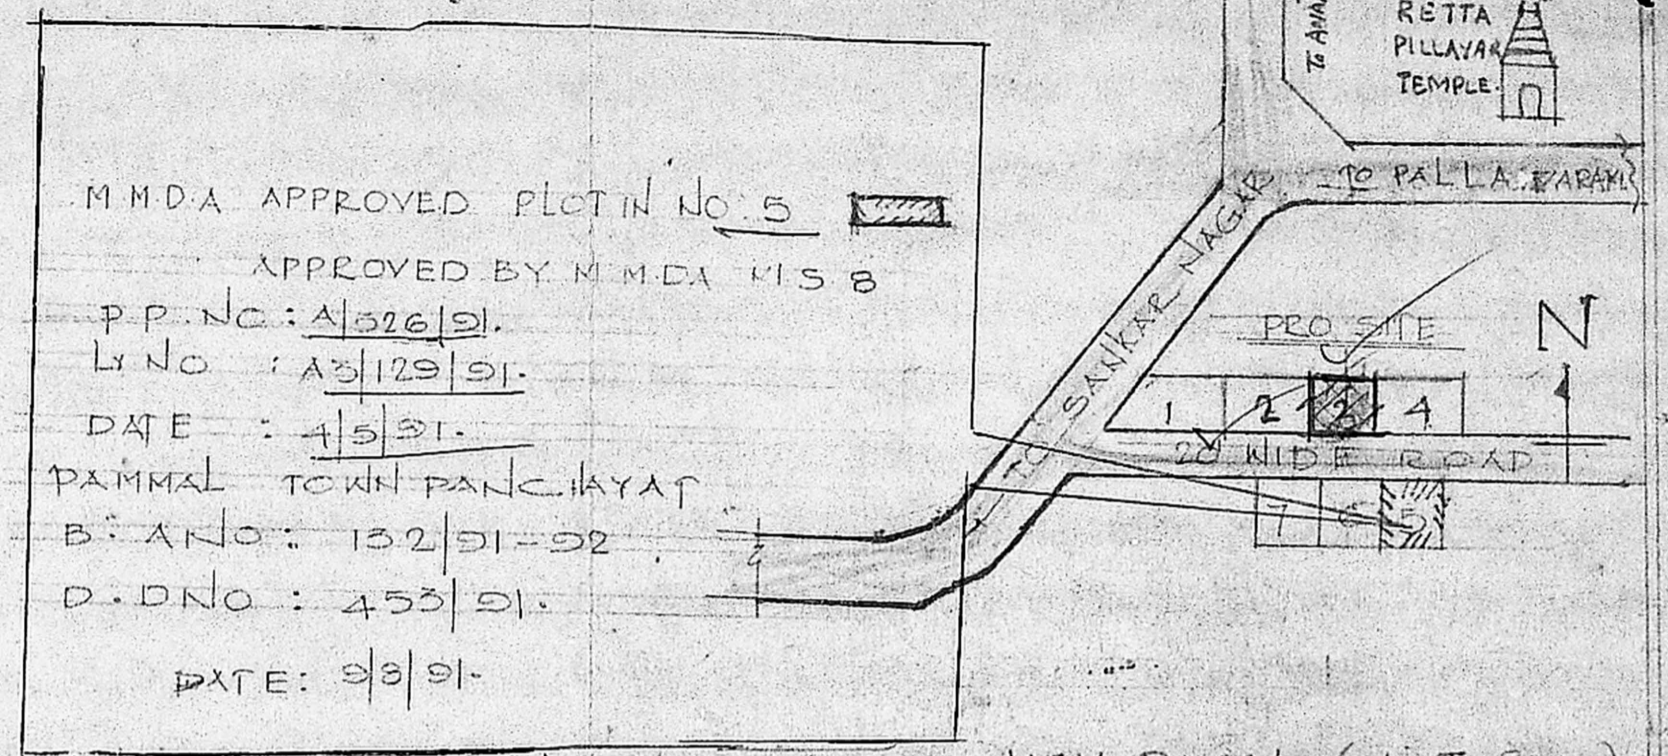 M.M.D.A APPROVED PLOT IN NO: 5
APPROVED BY M.M.D.A M S 8
P.P. NO: A/526/91.
LY NO : A3/129/91.
DATE : 4/5/91.
PAMMAL TOWN PANCHAYAT
B. A NO: 132/91-92
D.D NO : 453/91.
DATE: 9/8/91.
RETTA
PILLAYAR
TEMPLE.
TO PALLAVARAM
TO SANKAR NAGAR
PRO SITE
N
1 2 3 4
20 WIDE ROAD
7 6 5